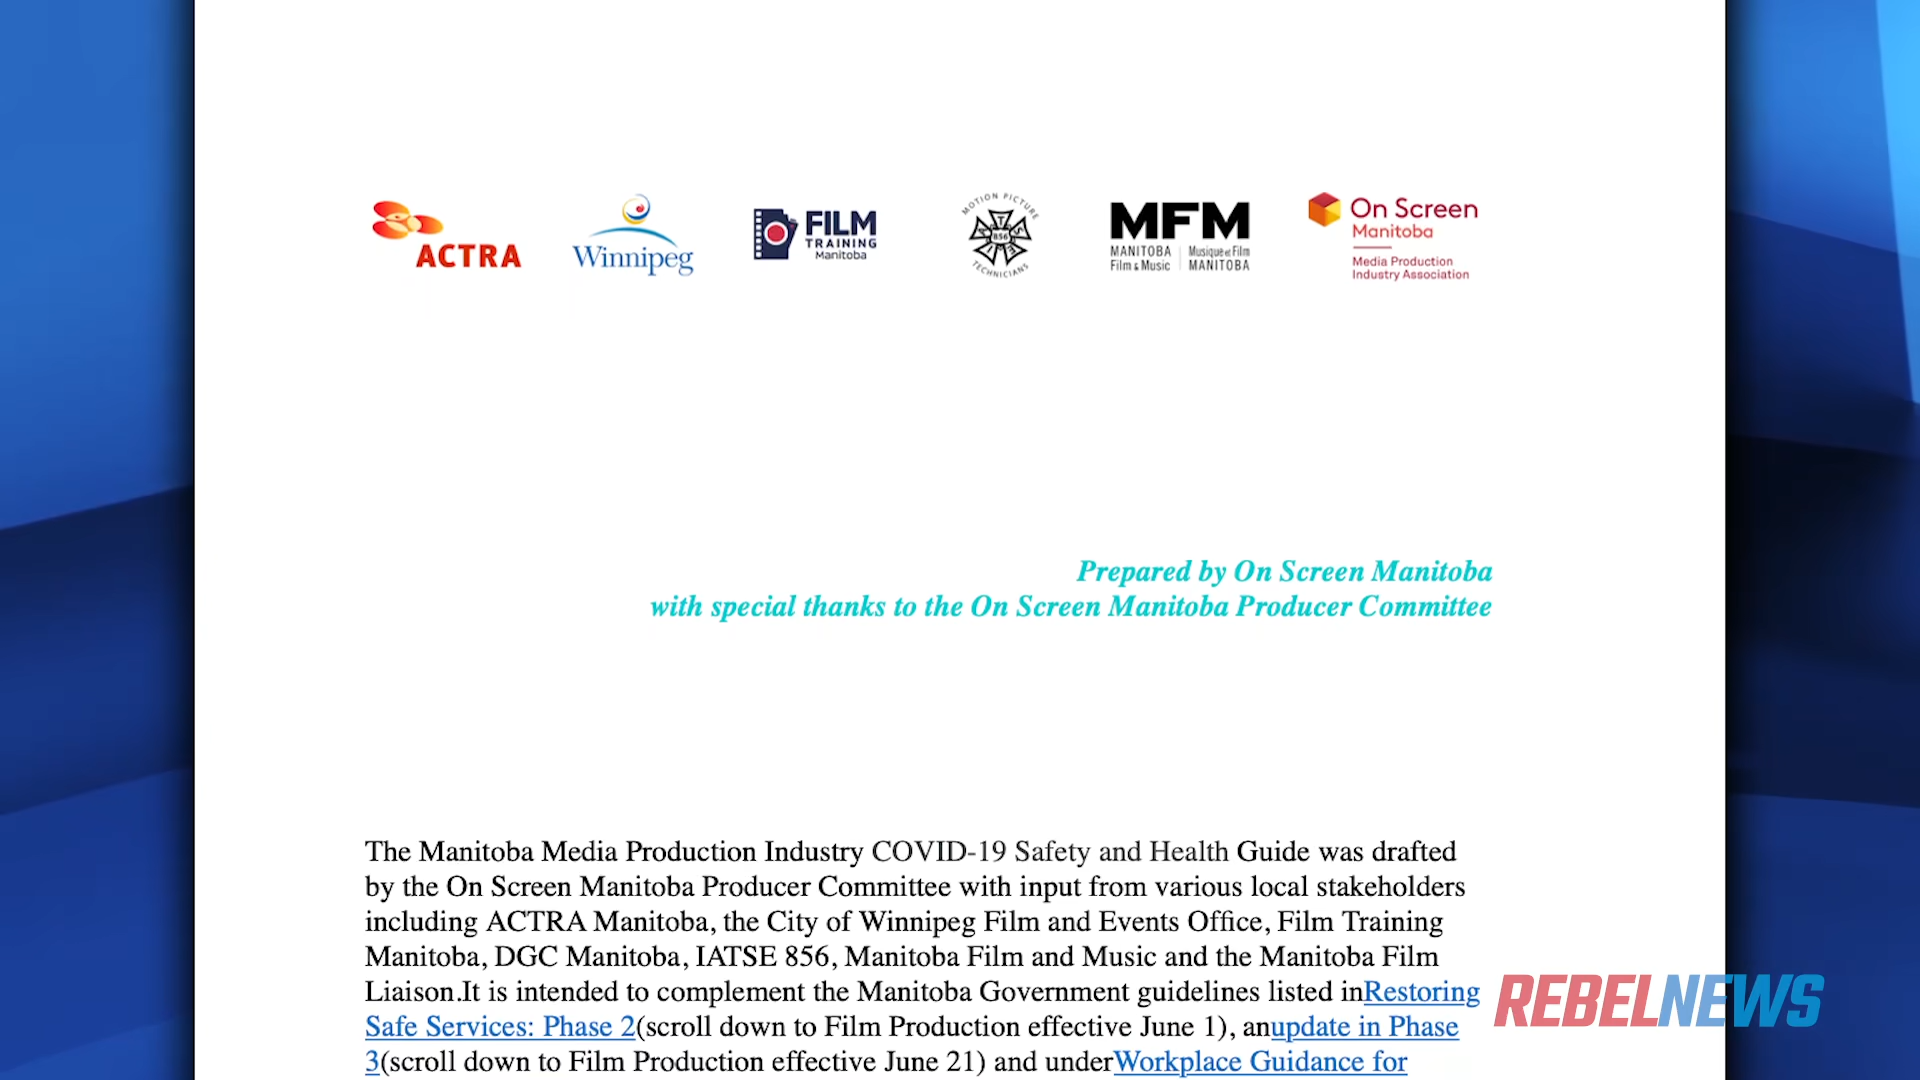 ACTRA
Winnipeg
FILM
TRAINING
Manitoba
MOTION PICTURE
IATSE
856
TECHNICIANS
MFM
MANITOBA
Film & Music
Musique et Film
MANITOBA
On Screen
Manitoba
Media Production
Industry Association
Prepared by On Screen Manitoba
with special thanks to the On Screen Manitoba Producer Committee
The Manitoba Media Production Industry COVID-19 Safety and Health Guide was drafted
by the On Screen Manitoba Producer Committee with input from various local stakeholders
including ACTRA Manitoba, the City of Winnipeg Film and Events Office, Film Training
Manitoba, DGC Manitoba, IATSE 856, Manitoba Film and Music and the Manitoba Film
Liaison.It is intended to complement the Manitoba Government guidelines listed inRestoring
Safe Services: Phase 2(scroll down to Film Production effective June 1), anupdate in Phase
3(scroll down to Film Production effective June 21) and underWorkplace Guidance for
REBELNEWS